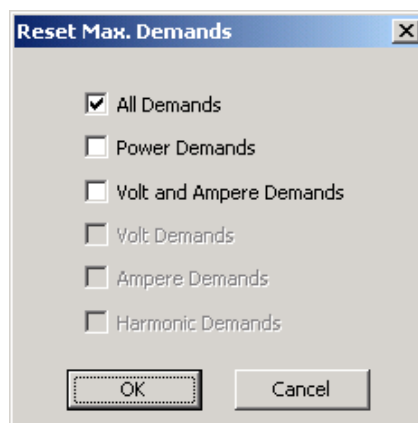 Reset Max. Demands
All Demands
Power Demands
Volt and Ampere Demands
Volt Demands
Ampere Demands
Harmonic Demands
OK Cancel